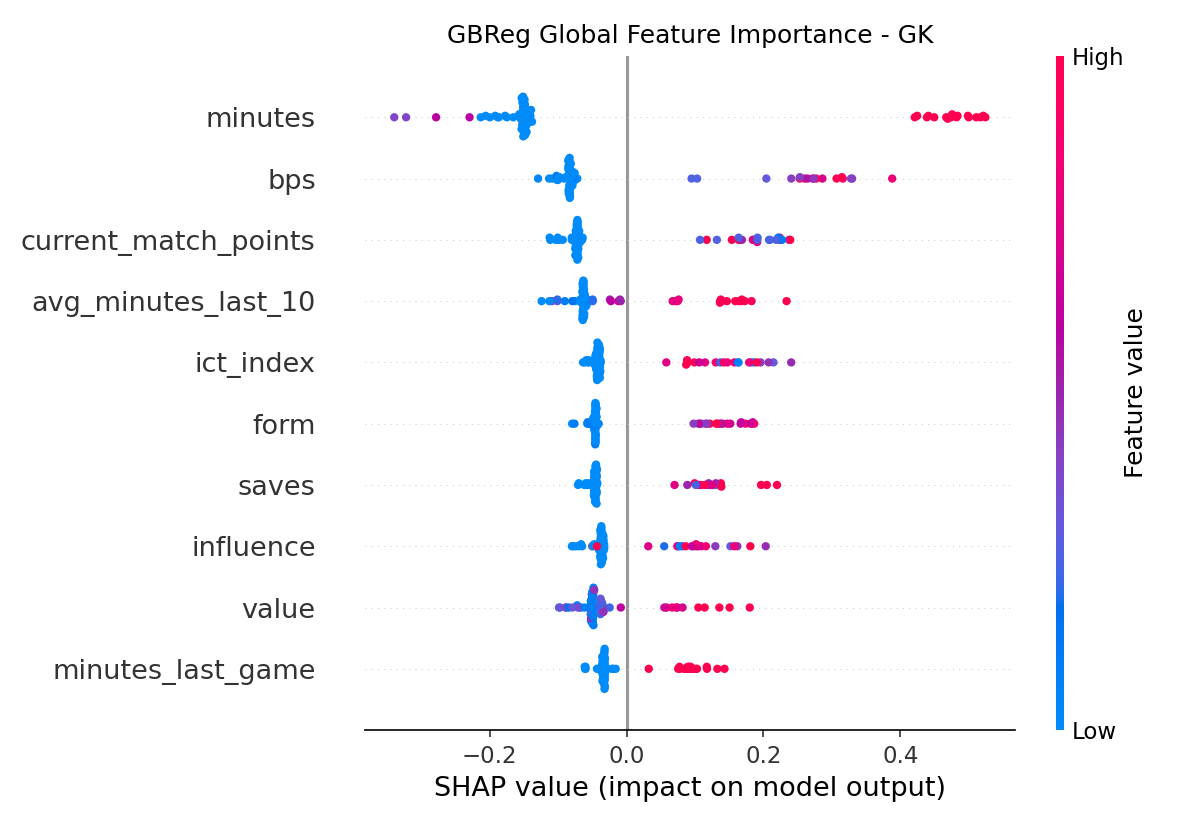 GBReg Global Feature Importance - GK
High
minutes
bps
current_match_points
avg_minutes_last_10
ict_index
form
saves
influence
value
minutes_last_game
Feature value
Low
−0.2 0.0 0.2 0.4
SHAP value (impact on model output)